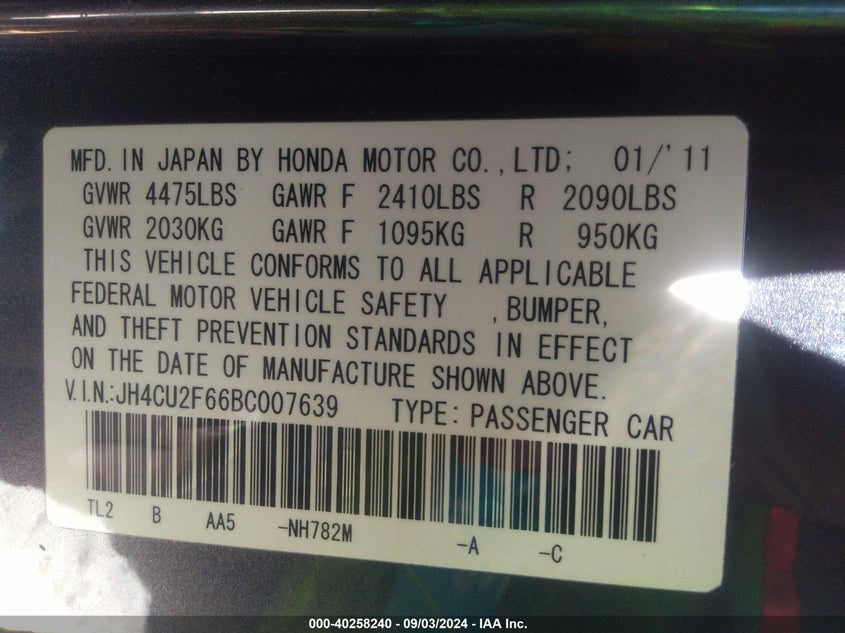 MFD. IN JAPAN BY HONDA MOTOR CO., LTD; 01/'11
GVWR 4475LBS GAWR F 2410LBS R 2090LBS
GVWR 2030KG GAWR F 1095KG R 950KG
THIS VEHICLE CONFORMS TO ALL APPLICABLE
FEDERAL MOTOR VEHICLE SAFETY , BUMPER,
AND THEFT PREVENTION STANDARDS IN EFFECT
ON THE DATE OF MANUFACTURE SHOWN ABOVE.
V.I.N.:JH4CU2F66BC007639 TYPE: PASSENGER CAR
TL2 B AA5 -NH782M -A -C
000-40258240 - 09/03/2024 - IAA Inc.